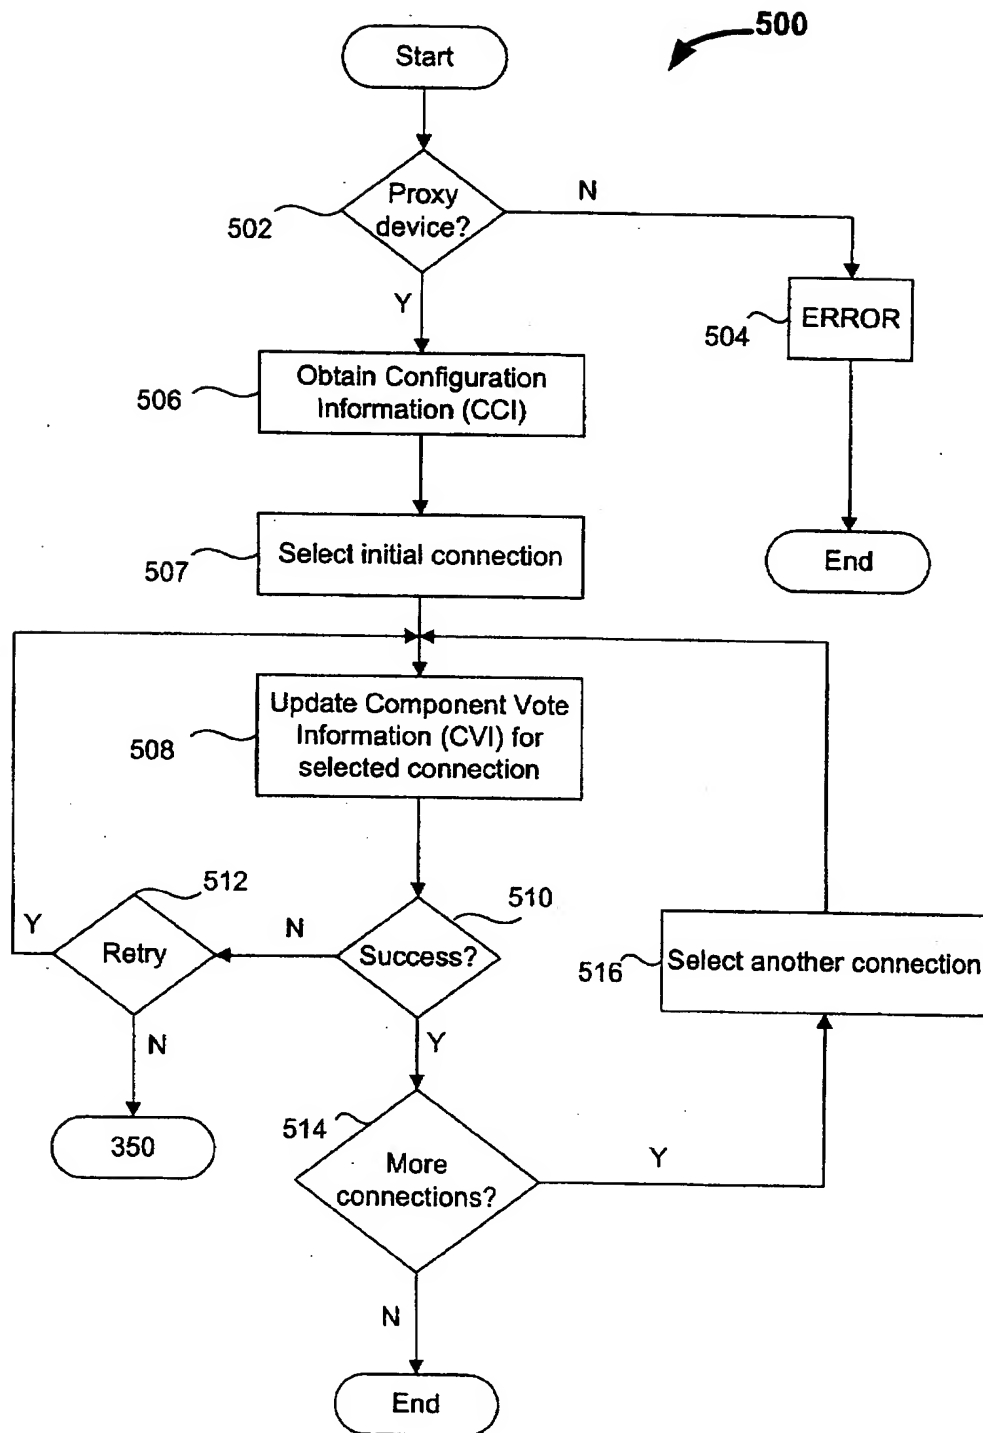 500
Start
Proxy
device?
502
N
Y
ERROR
504
Obtain Configuration
Information (CCI)
506
End
Select initial connection
507
Update Component Vote
Information (CVI) for
selected connection
508
512
510
Y
Retry
N
Success?
Select another connection
516
N
Y
350
514
More
connections?
Y
N
End